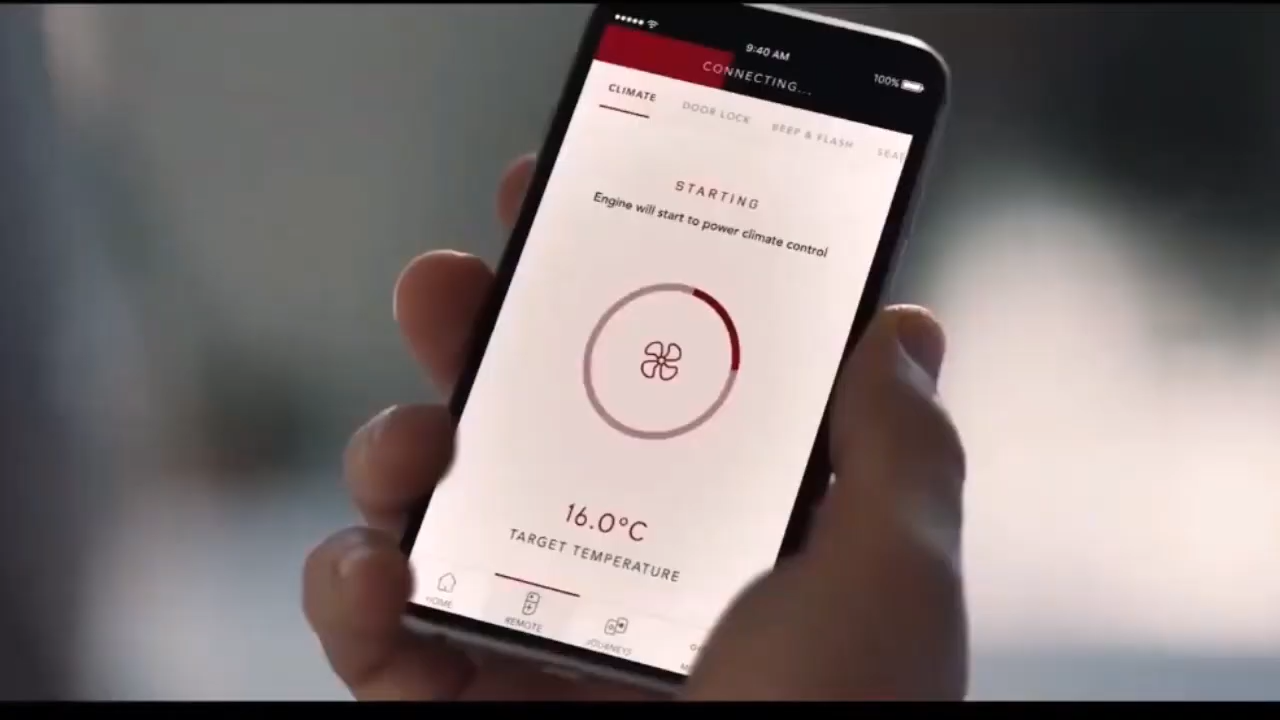 9:40 AM
100%
CONNECTING...
CLIMATE DOOR LOCK BEEP & FLASH
STARTING
Engine will start to power climate control
16.0°C
TARGET TEMPERATURE
HOME REMOTE JOURNEYS